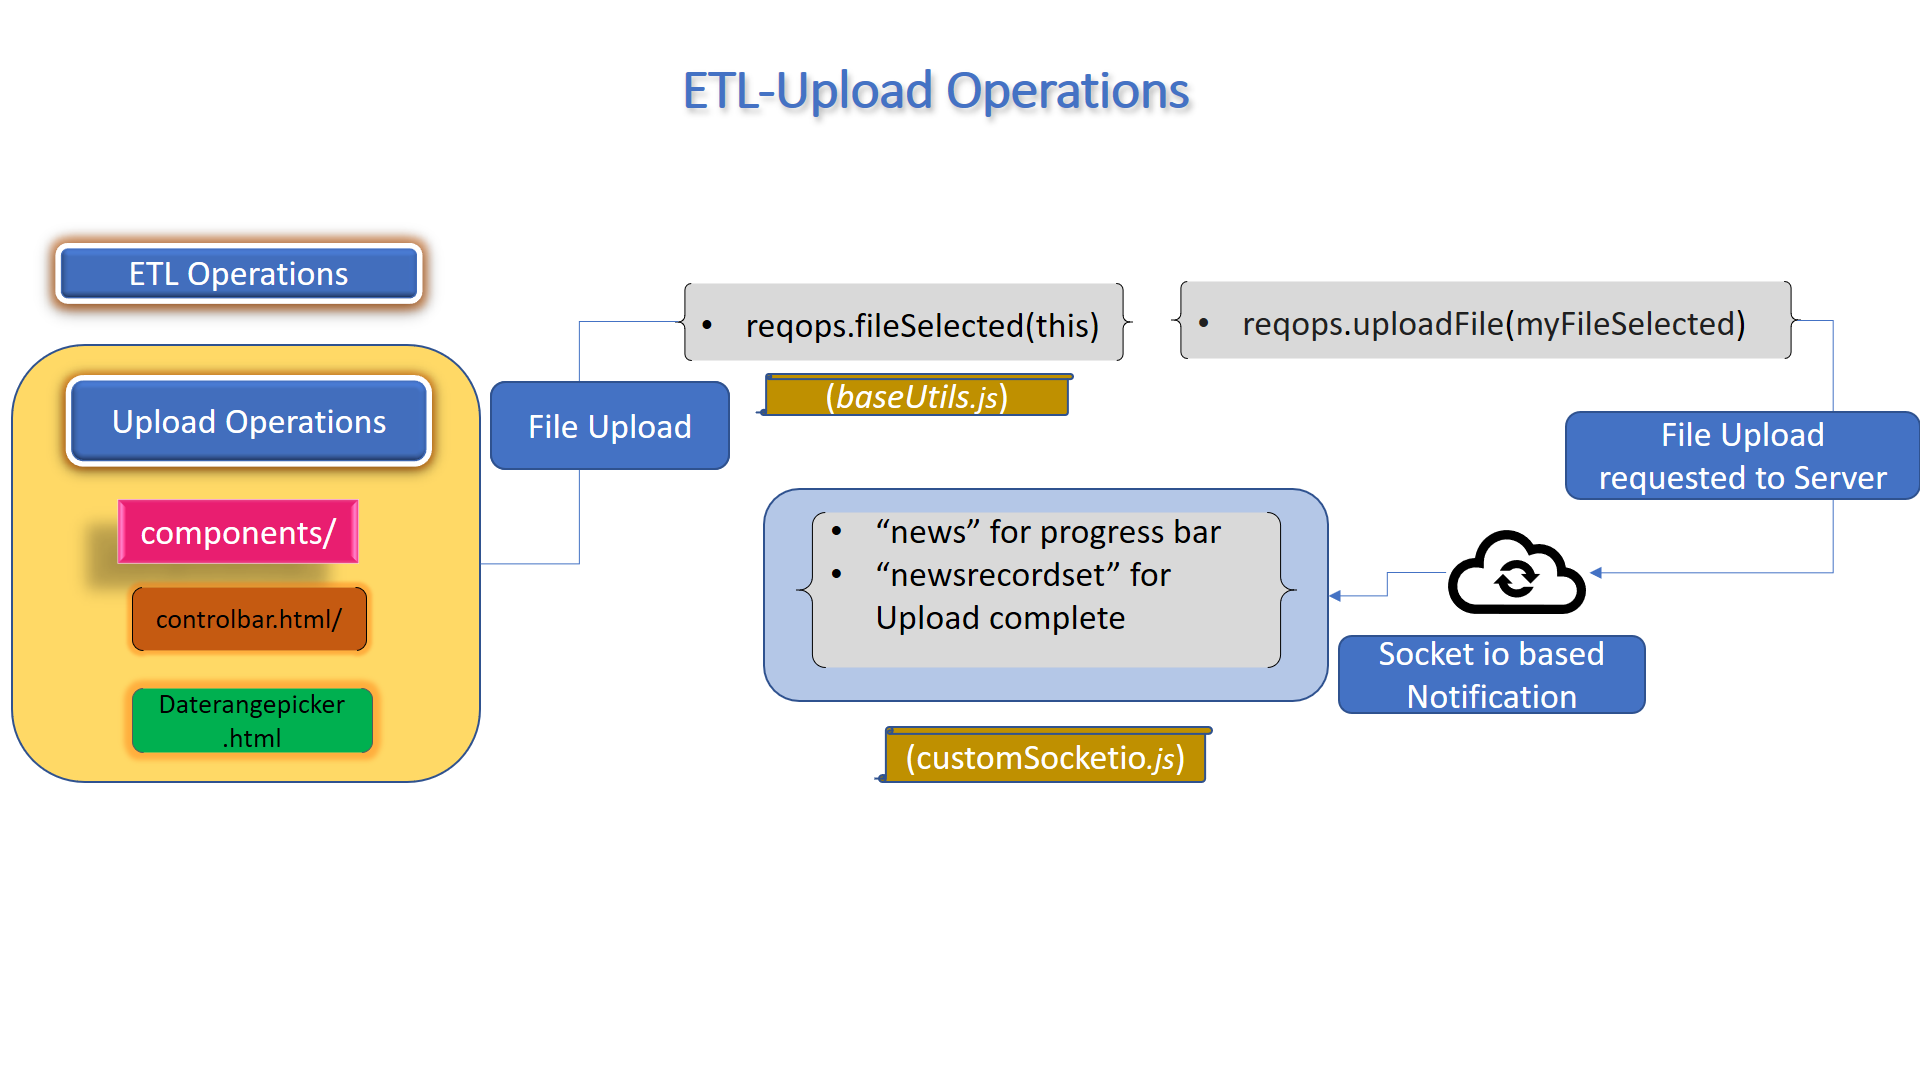 ETL-Upload Operations
ETL Operations
Upload Operations
components/
controlbar.html/
Daterangepicker
.html
File Upload
• reqops.fileSelected(this)
(baseUtils.js)
• reqops.uploadFile(myFileSelected)
File Upload
requested to Server
Socket io based
Notification
• “news” for progress bar
• “newsrecordset” for
Upload complete
(customSocketio.js)